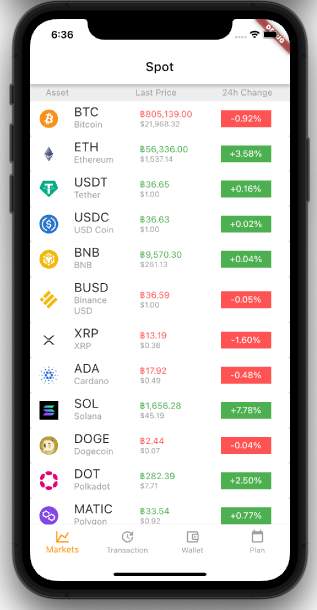 6:36
DEBUG
Spot
Asset Last Price 24h Change
BTC ฿805,139.00 -0.92%
Bitcoin $21,968.32
ETH ฿56,336.00 +3.58%
Ethereum $1,537.14
USDT ฿36.65 +0.16%
Tether $1.00
USDC ฿36.63 +0.02%
USD Coin $1.00
BNB ฿9,570.30 +0.04%
BNB $261.13
BUSD ฿36.59 -0.05%
Binance $1.00
USD
XRP ฿13.19 -1.60%
XRP $0.38
ADA ฿17.92 -0.48%
Cardano $0.49
SOL ฿1,656.28 +7.78%
Solana $45.19
DOGE ฿2.44 -0.04%
Dogecoin $0.07
DOT ฿282.39 +2.50%
Polkadot $7.71
MATIC ฿33.54 +0.77%
Polygon $0.92
Markets Transaction Wallet Plan